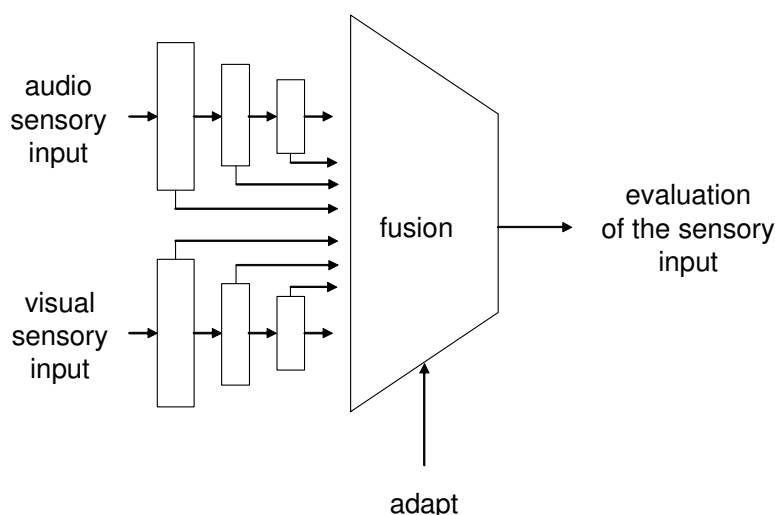 audio
sensory
input
visual
sensory
input
fusion
evaluation
of the sensory
input
adapt